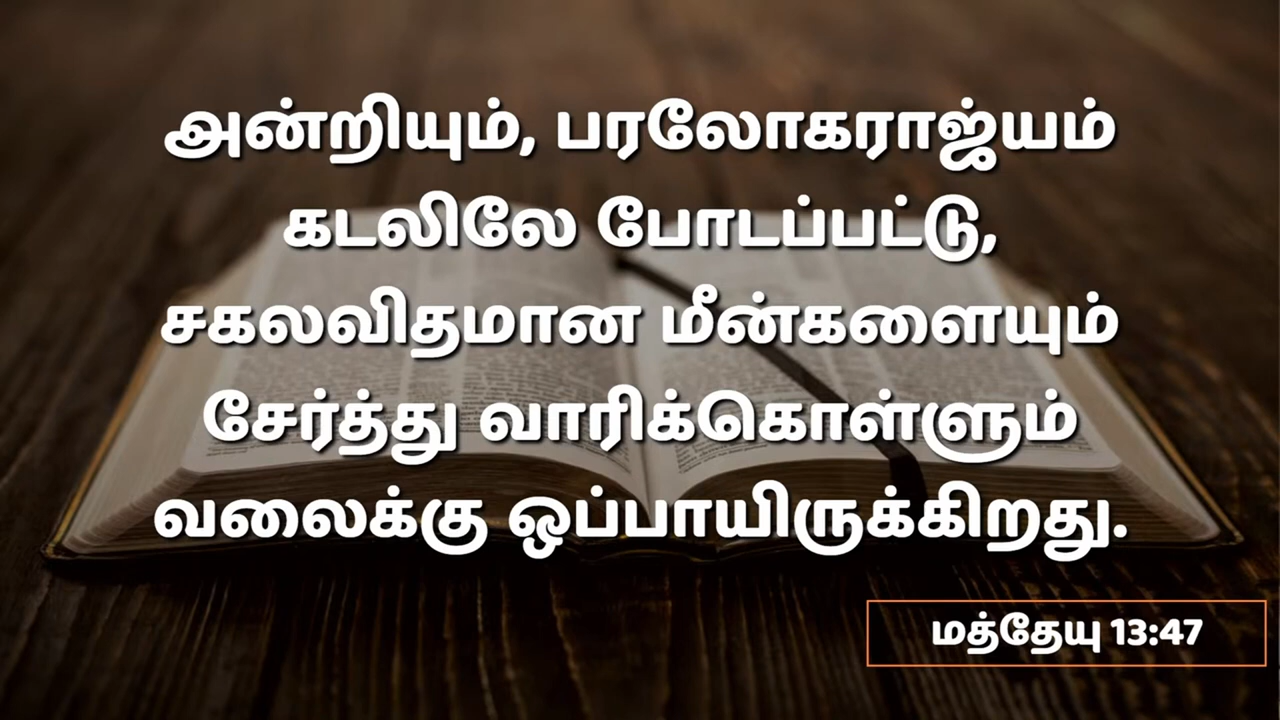 அன்றியும், பரலோகராஜ்யம்
கடலிலே போடப்பட்டு,
சகலவிதமான மீன்களையும்
சேர்த்து வாரிக்கொள்ளும்
வலைக்கு ஒப்பாயிருக்கிறது.
மத்தேயு 13:47